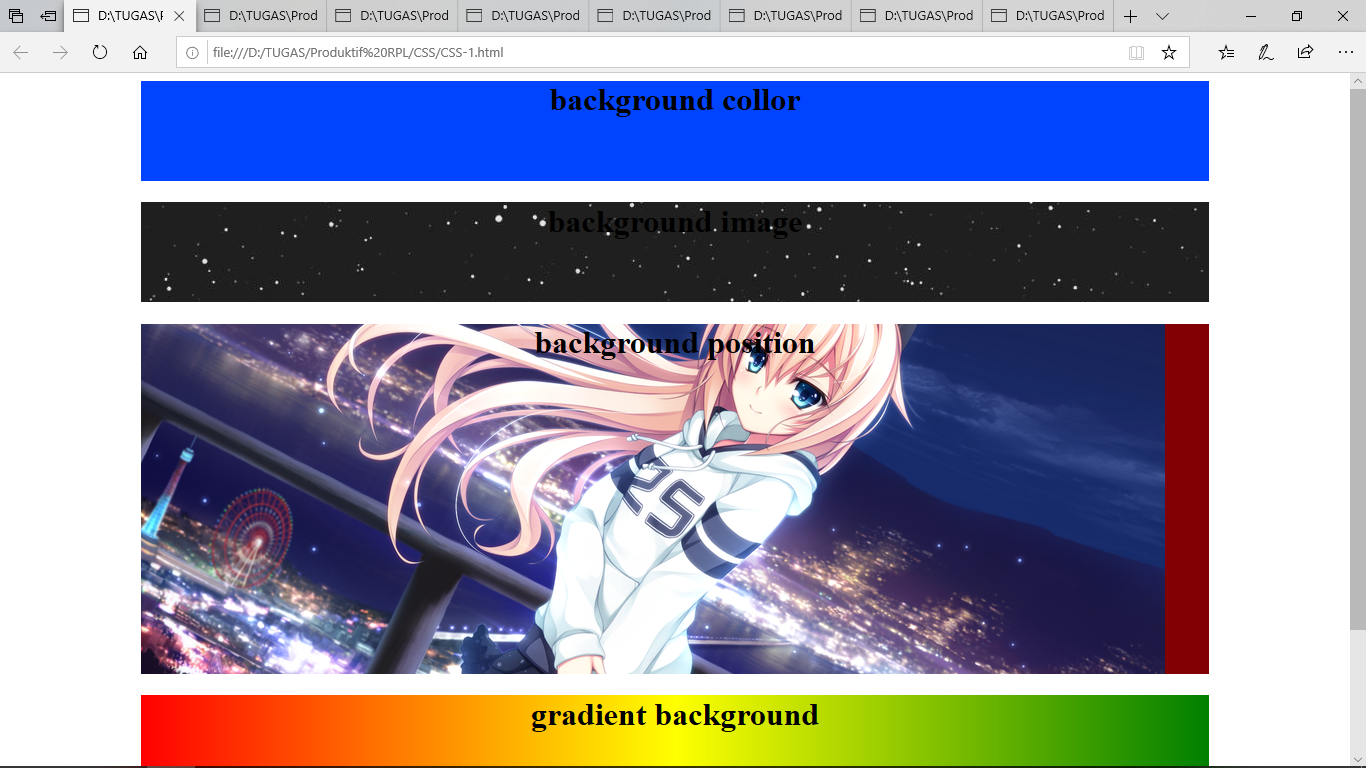 D:\TUGAS\F
D:\TUGAS\Prod
D:\TUGAS\Prod
D:\TUGAS\Prod
D:\TUGAS\Prod
D:\TUGAS\Prod
D:\TUGAS\Prod
D:\TUGAS\Prod
file:///D:/TUGAS/Produktif%20RPL/CSS/CSS-1.html
background collor
background image
background position
25
gradient background